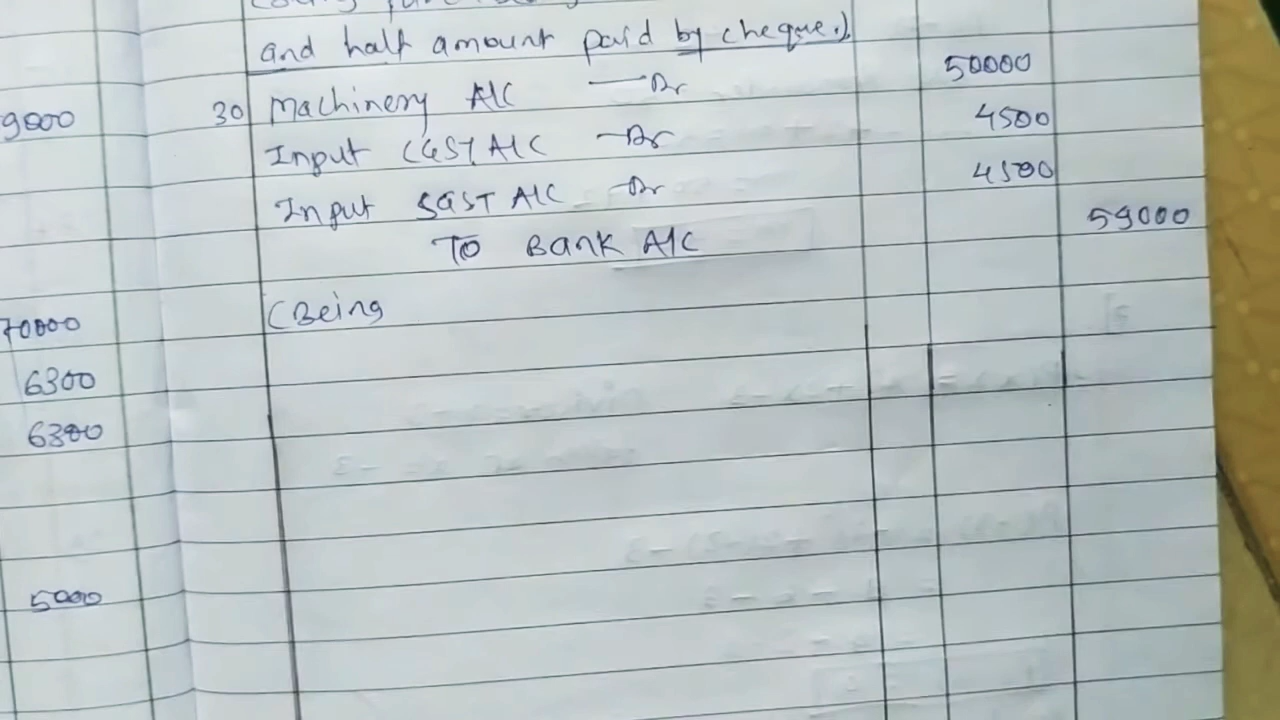 and half amount paid by cheque.)
30 Machinery A/C — Dr 50000
Input CGST A/C — Dr 4500
Input SGST A/C — Dr 4500
TO Bank A/C 59000
(Being
9000
70000
6300
6300
5000